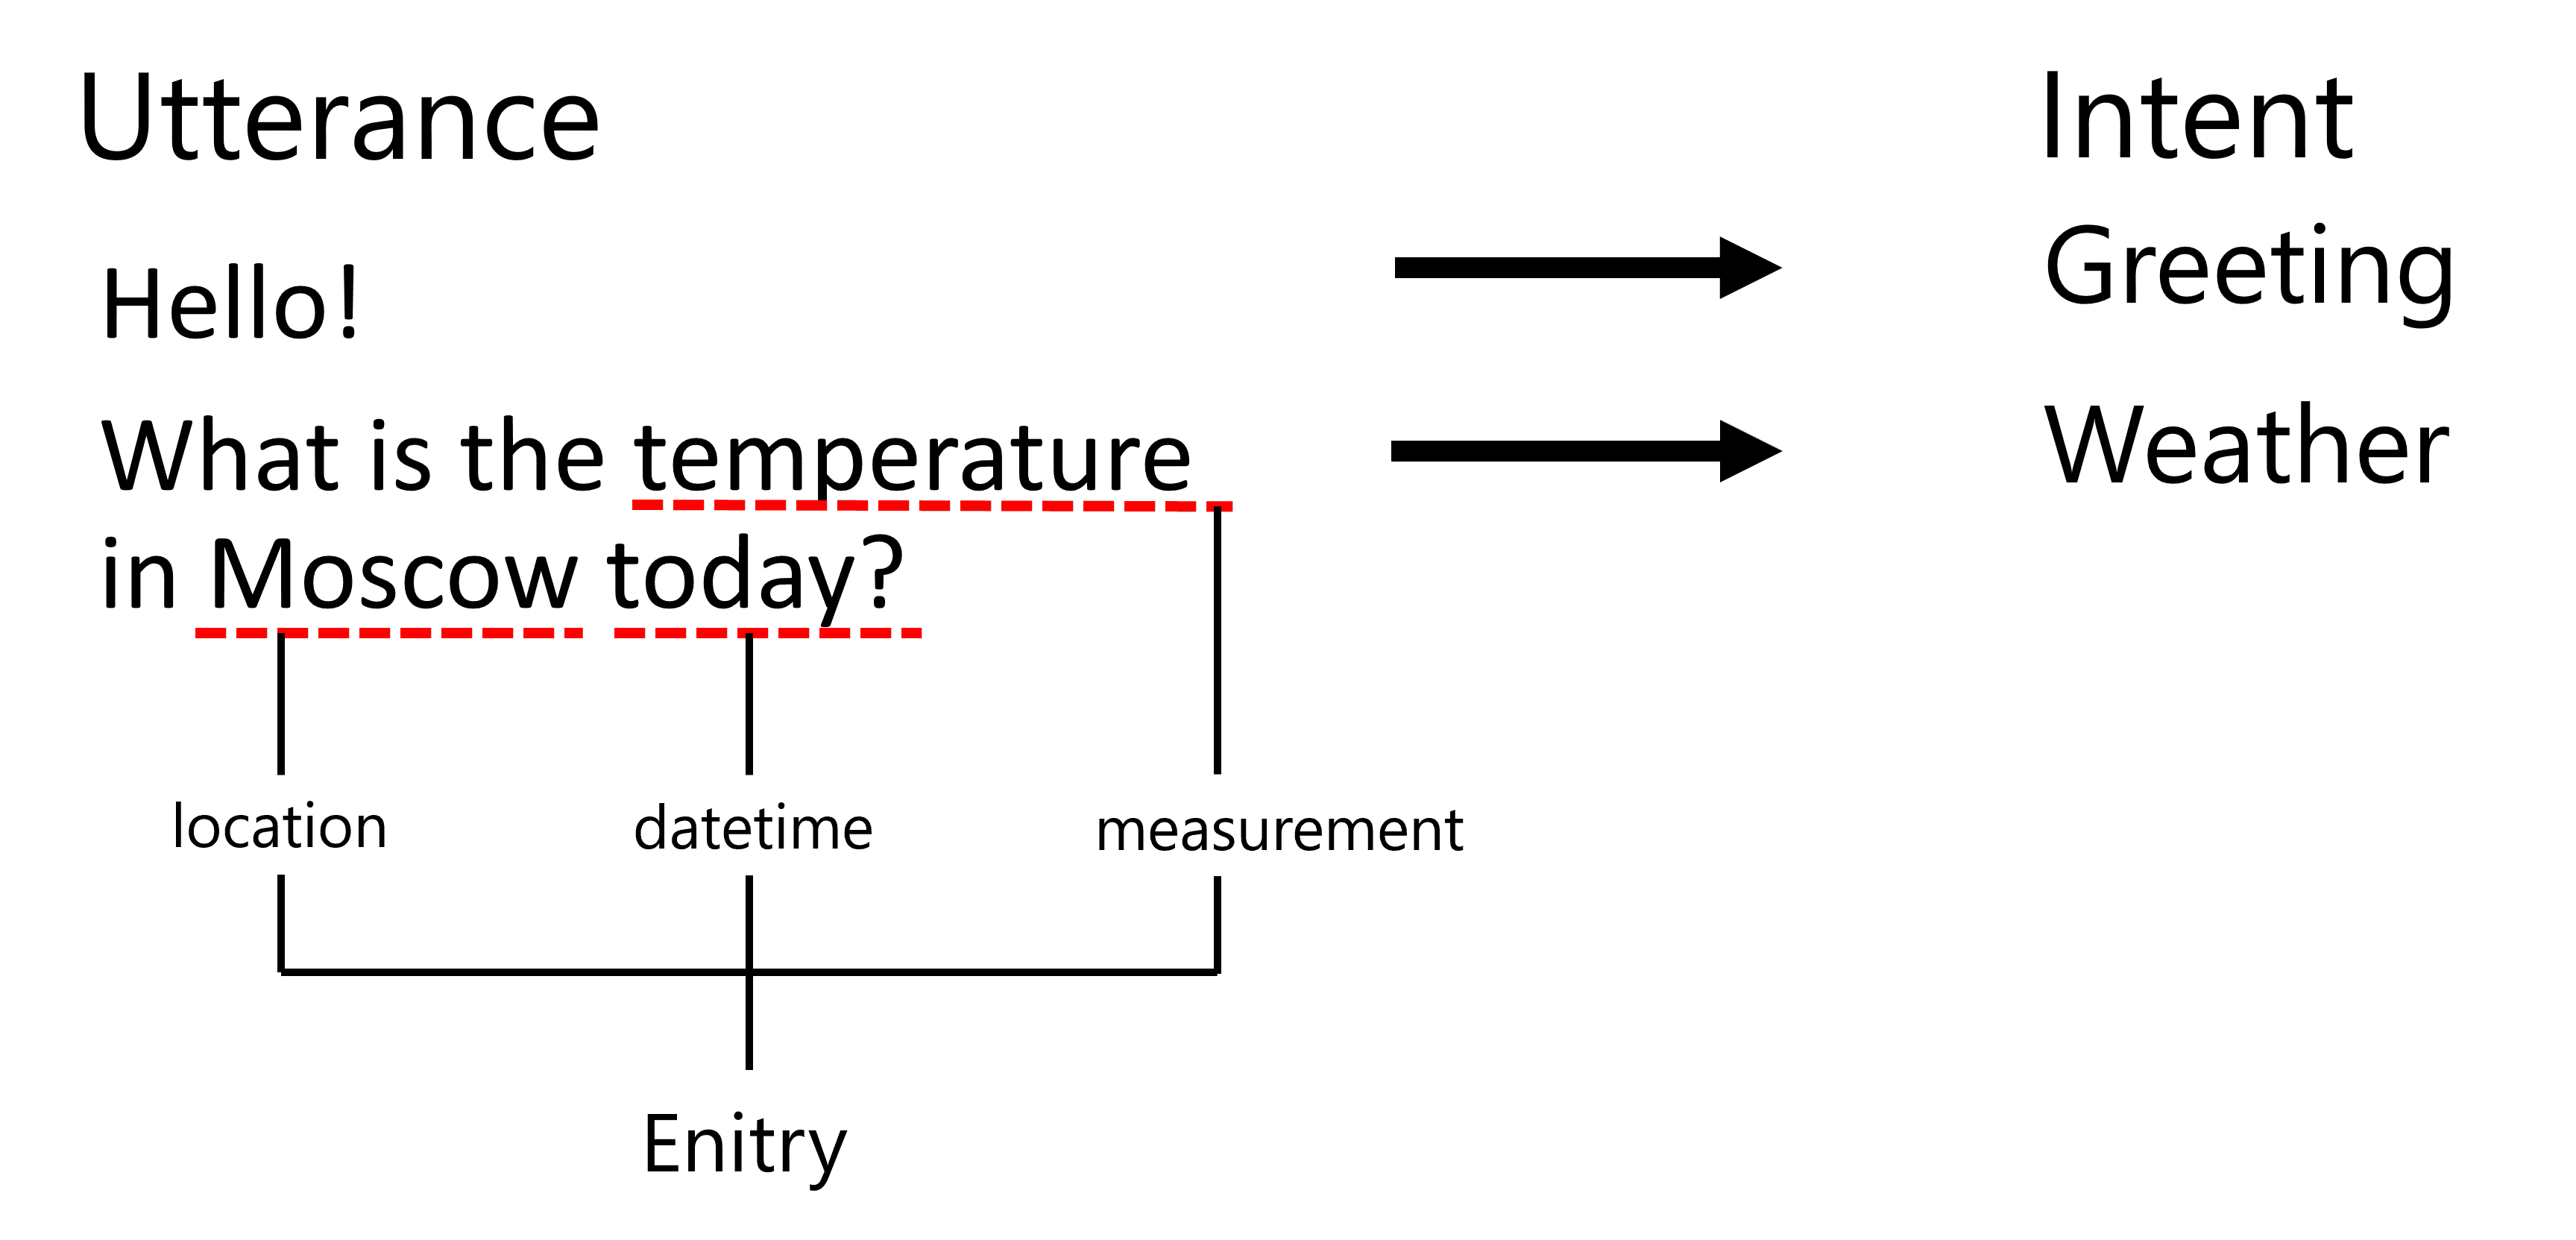 Utterance
Intent
Hello!
Greeting
What is the temperature
Weather
in Moscow today?
location
datetime
measurement
Enitry